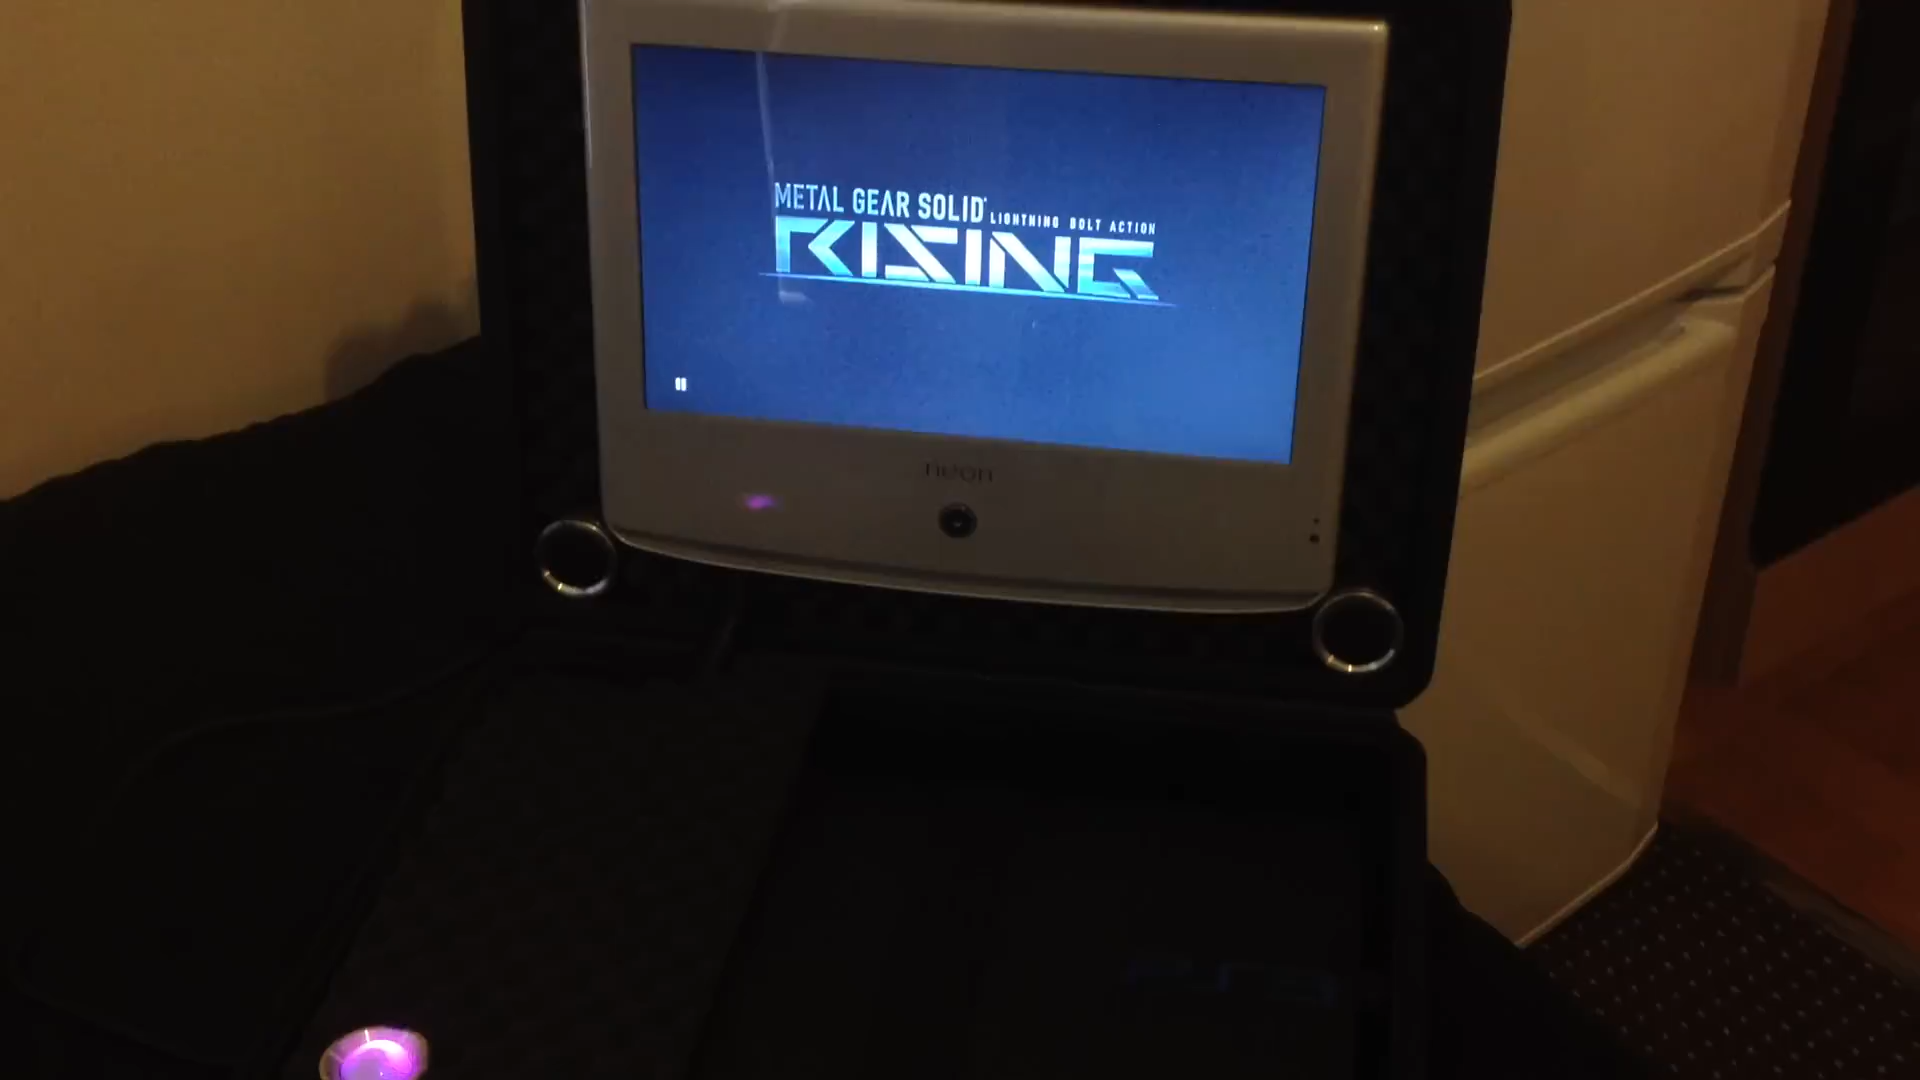 METAL GEAR SOLID
LIGHTNING BOLT ACTION
RISING
neon